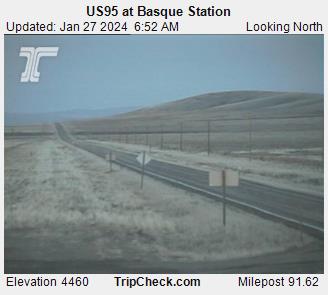 US95 at Basque Station
Updated: Jan 27 2024 6:52 AM Looking North
Elevation 4460 TripCheck.com Milepost 91.62